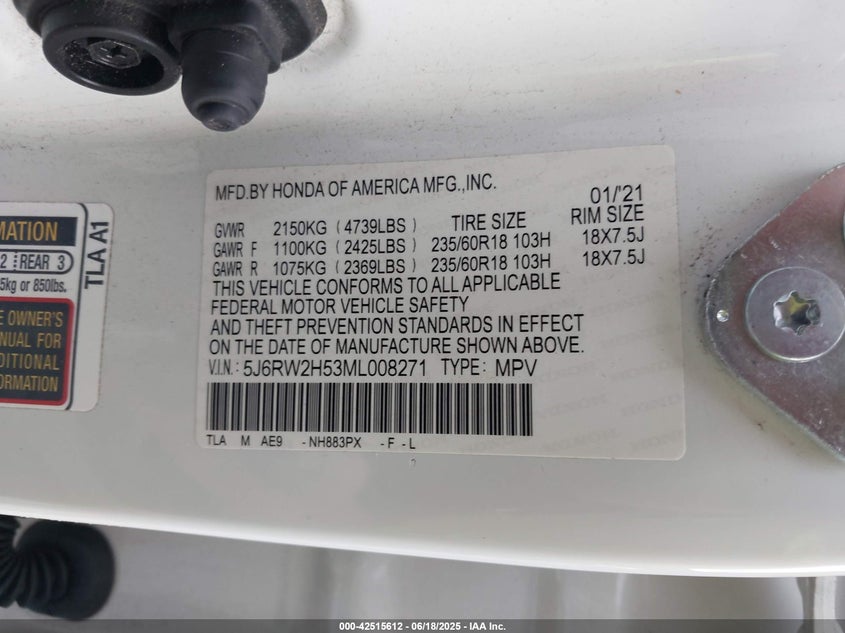 MFD.BY HONDA OF AMERICA MFG.,INC.
01/'21
GVWR 2150KG ( 4739LBS ) TIRE SIZE RIM SIZE
GAWR F 1100KG ( 2425LBS ) 235/60R18 103H 18X7.5J
GAWR R 1075KG ( 2369LBS ) 235/60R18 103H 18X7.5J
THIS VEHICLE CONFORMS TO ALL APPLICABLE
FEDERAL MOTOR VEHICLE SAFETY
AND THEFT PREVENTION STANDARDS IN EFFECT
ON THE DATE OF MANUFACTURE SHOWN ABOVE.
V.I.N.: 5J6RW2H53ML008271 TYPE: MPV
TLA M AE9 -NH883PX -F-L
MATION
2 REAR 3
5kg or 850lbs.
OWNER'S
FOR
TLA A1
000-42515612 - 06/18/2025 - IAA Inc.